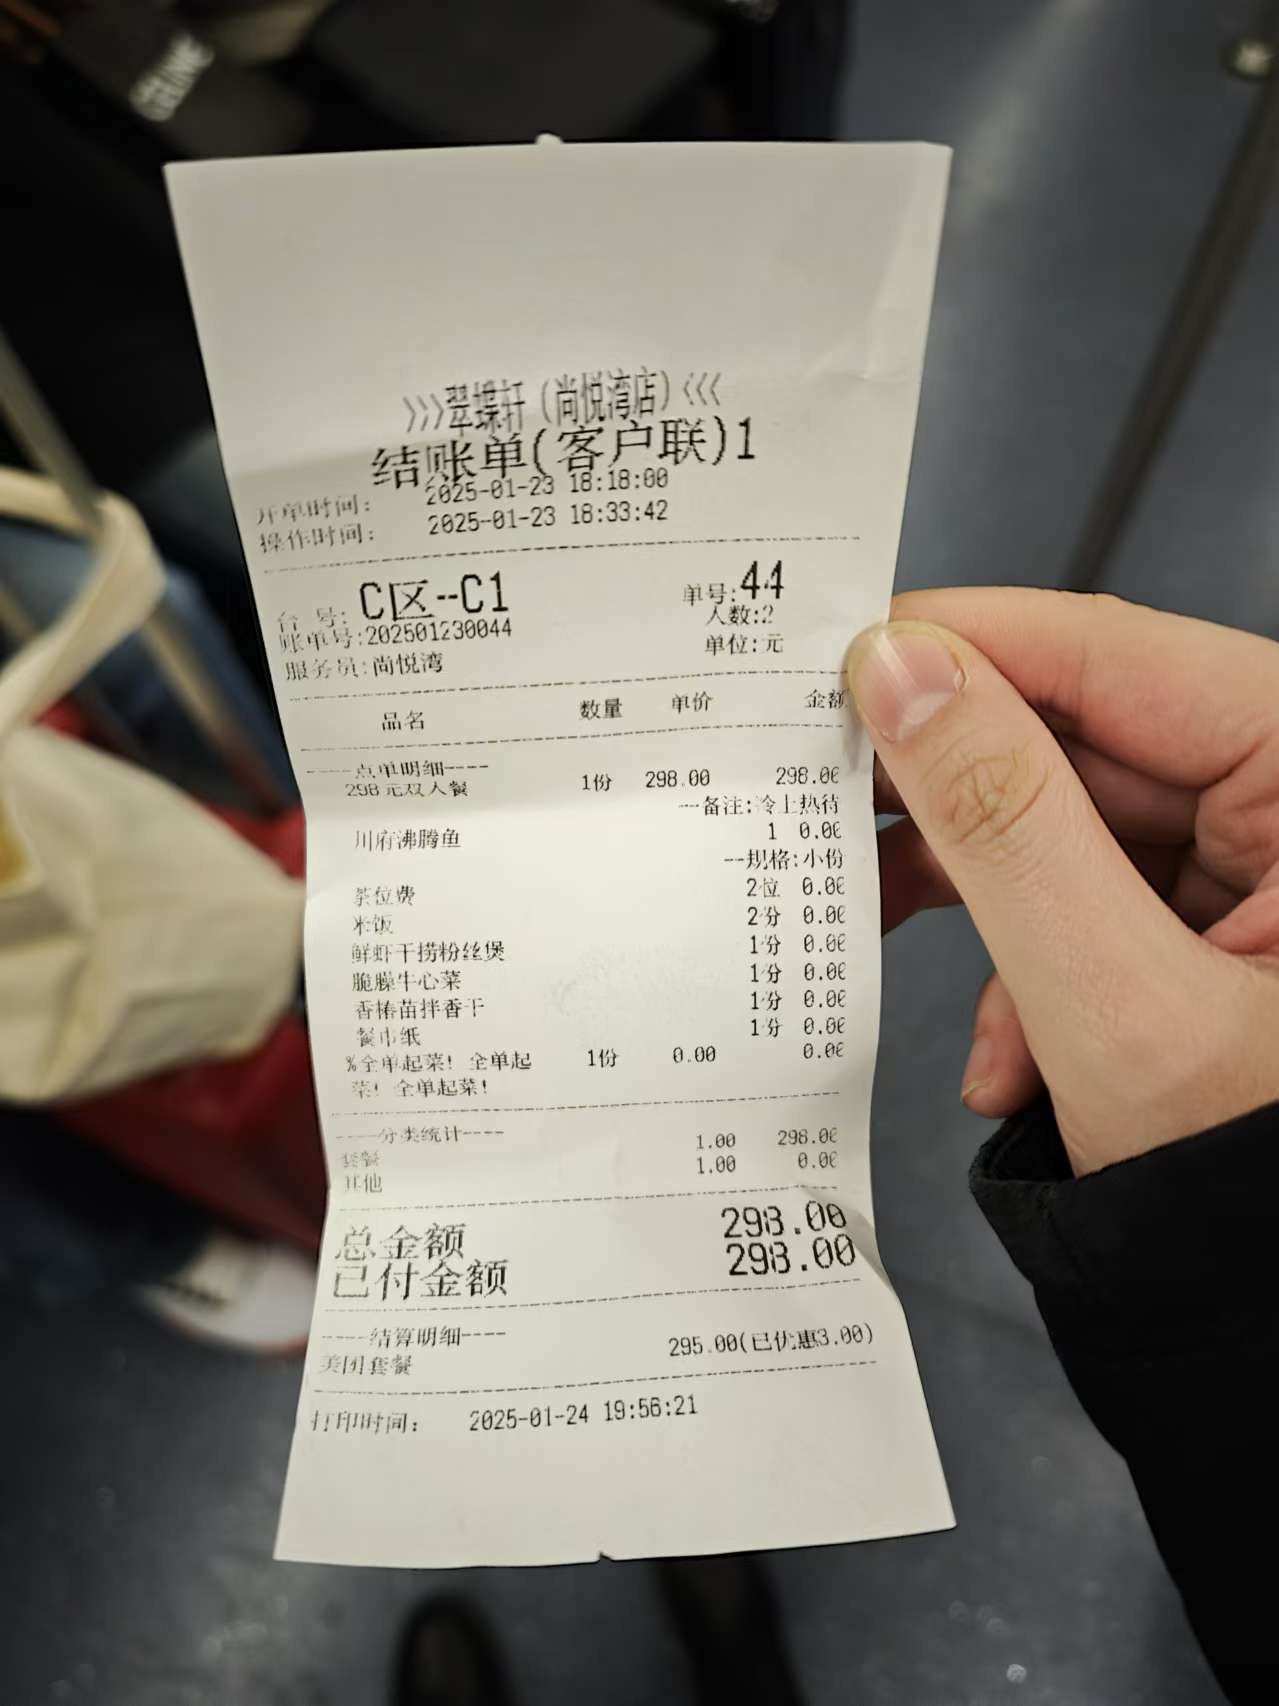 CELINE
>>>翠蝶轩（尚悦湾店）<<<
结账单(客户联)1
开单时间： 2025-01-23 18:18:00
操作时间： 2025-01-23 18:33:42
台 号: C区--C1 单号:44
账单号:202501230044 人数:2
服务员:尚悦湾 单位:元
品名 数量 单价 金额
----点单明细----
298元双人餐 1份 298.00 298.00
--备注:冷上热待
川府沸腾鱼 1 0.00
--规格:小份
茶位费 2位 0.00
米饭 2份 0.00
鲜虾干捞粉丝煲 1份 0.00
脆臊牛心菜 1份 0.00
香椿苗拌香干 1份 0.00
餐巾纸 1份 0.00
%全单起菜！全单起 1份 0.00 0.00
菜！全单起菜！
----分类统计----
套餐 1.00 298.00
其他 1.00 0.00
总金额 298.00
已付金额 298.00
----结算明细----
美团套餐 295.00(已优惠3.00)
打印时间： 2025-01-24 19:56:21